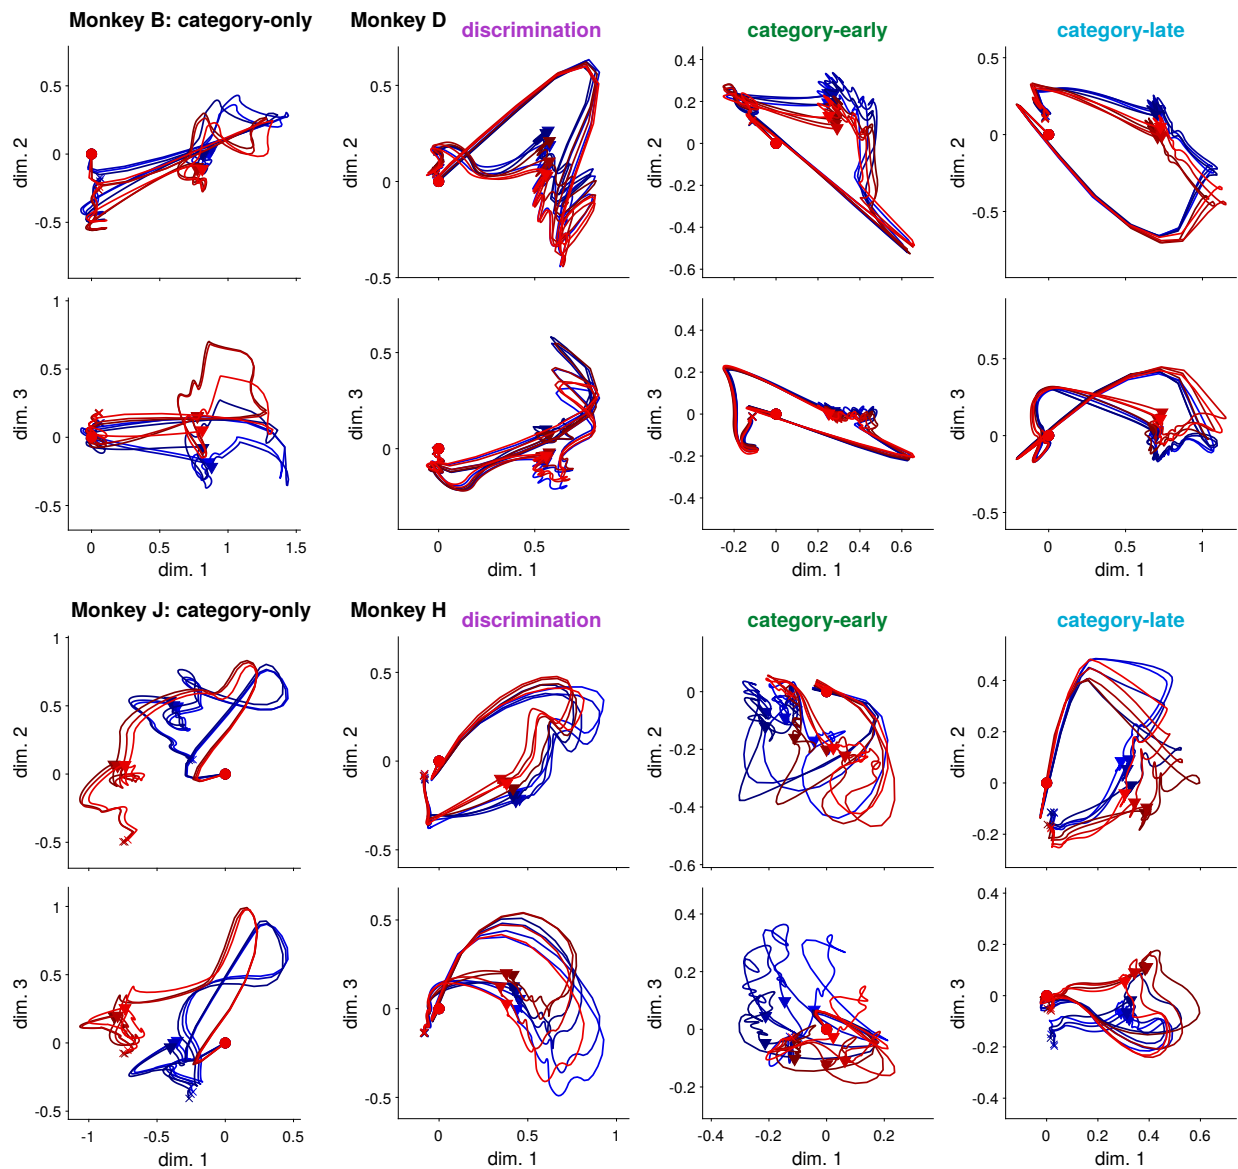 Monkey B: category-only
Monkey D
discrimination
category-early
category-late
dim. 2
0.5
0
-0.5
dim. 2
0.5
0
-0.5
dim. 2
0.4
0.2
0
-0.2
-0.4
-0.6
dim. 2
0.5
0
-0.5
dim. 3
1
0.5
0
-0.5
0
0.5
1
1.5
dim. 1
dim. 3
0.5
0
0
0.5
dim. 1
dim. 3
0.4
0.2
0
-0.2
-0.4
-0.2
0
0.2
0.4
0.6
dim. 1
dim. 3
0.5
0
-0.5
0
0.5
1
dim. 1
Monkey J: category-only
Monkey H
discrimination
category-early
category-late
dim. 2
1
0.5
0
-0.5
dim. 2
0.5
0
-0.5
dim. 2
0
-0.2
-0.4
-0.6
dim. 2
0.4
0.2
0
-0.2
dim. 3
1
0.5
0
-0.5
-1
-0.5
0
0.5
dim. 1
dim. 3
0.5
0
-0.5
0
0.5
1
dim. 1
dim. 3
0.4
0.2
0
-0.2
-0.4
-0.2
0
0.2
dim. 1
dim. 3
0.4
0.2
0
-0.2
-0.4
0
0.2
0.4
0.6
dim. 1